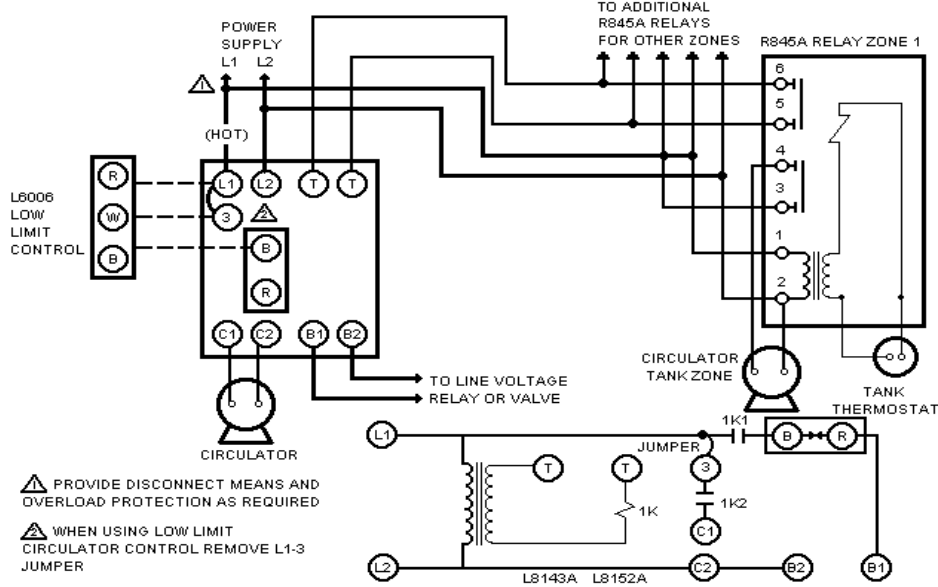 TO ADDITIONAL
R845A RELAYS
FOR OTHER ZONES
POWER
SUPPLY
L1 L2
R845A RELAY ZONE 1
1
(HOT)
6
5
4
3
1
2
L6006
LOW
LIMIT
CONTROL
R
W
B
L1 L2 T T
3
2
B
R
C1 C2 B1 B2
TO LINE VOLTAGE
RELAY OR VALVE
CIRCULATOR
CIRCULATOR
TANK ZONE
TANK
THERMOSTAT
L1
JUMPER
1K1
B R
T T
3
1K
1K2
C1
L2
C2 B2 B1
L8143A L8152A
1 PROVIDE DISCONNECT MEANS AND
OVERLOAD PROTECTION AS REQUIRED
2 WHEN USING LOW LIMIT
CIRCULATOR CONTROL REMOVE L1-3
JUMPER